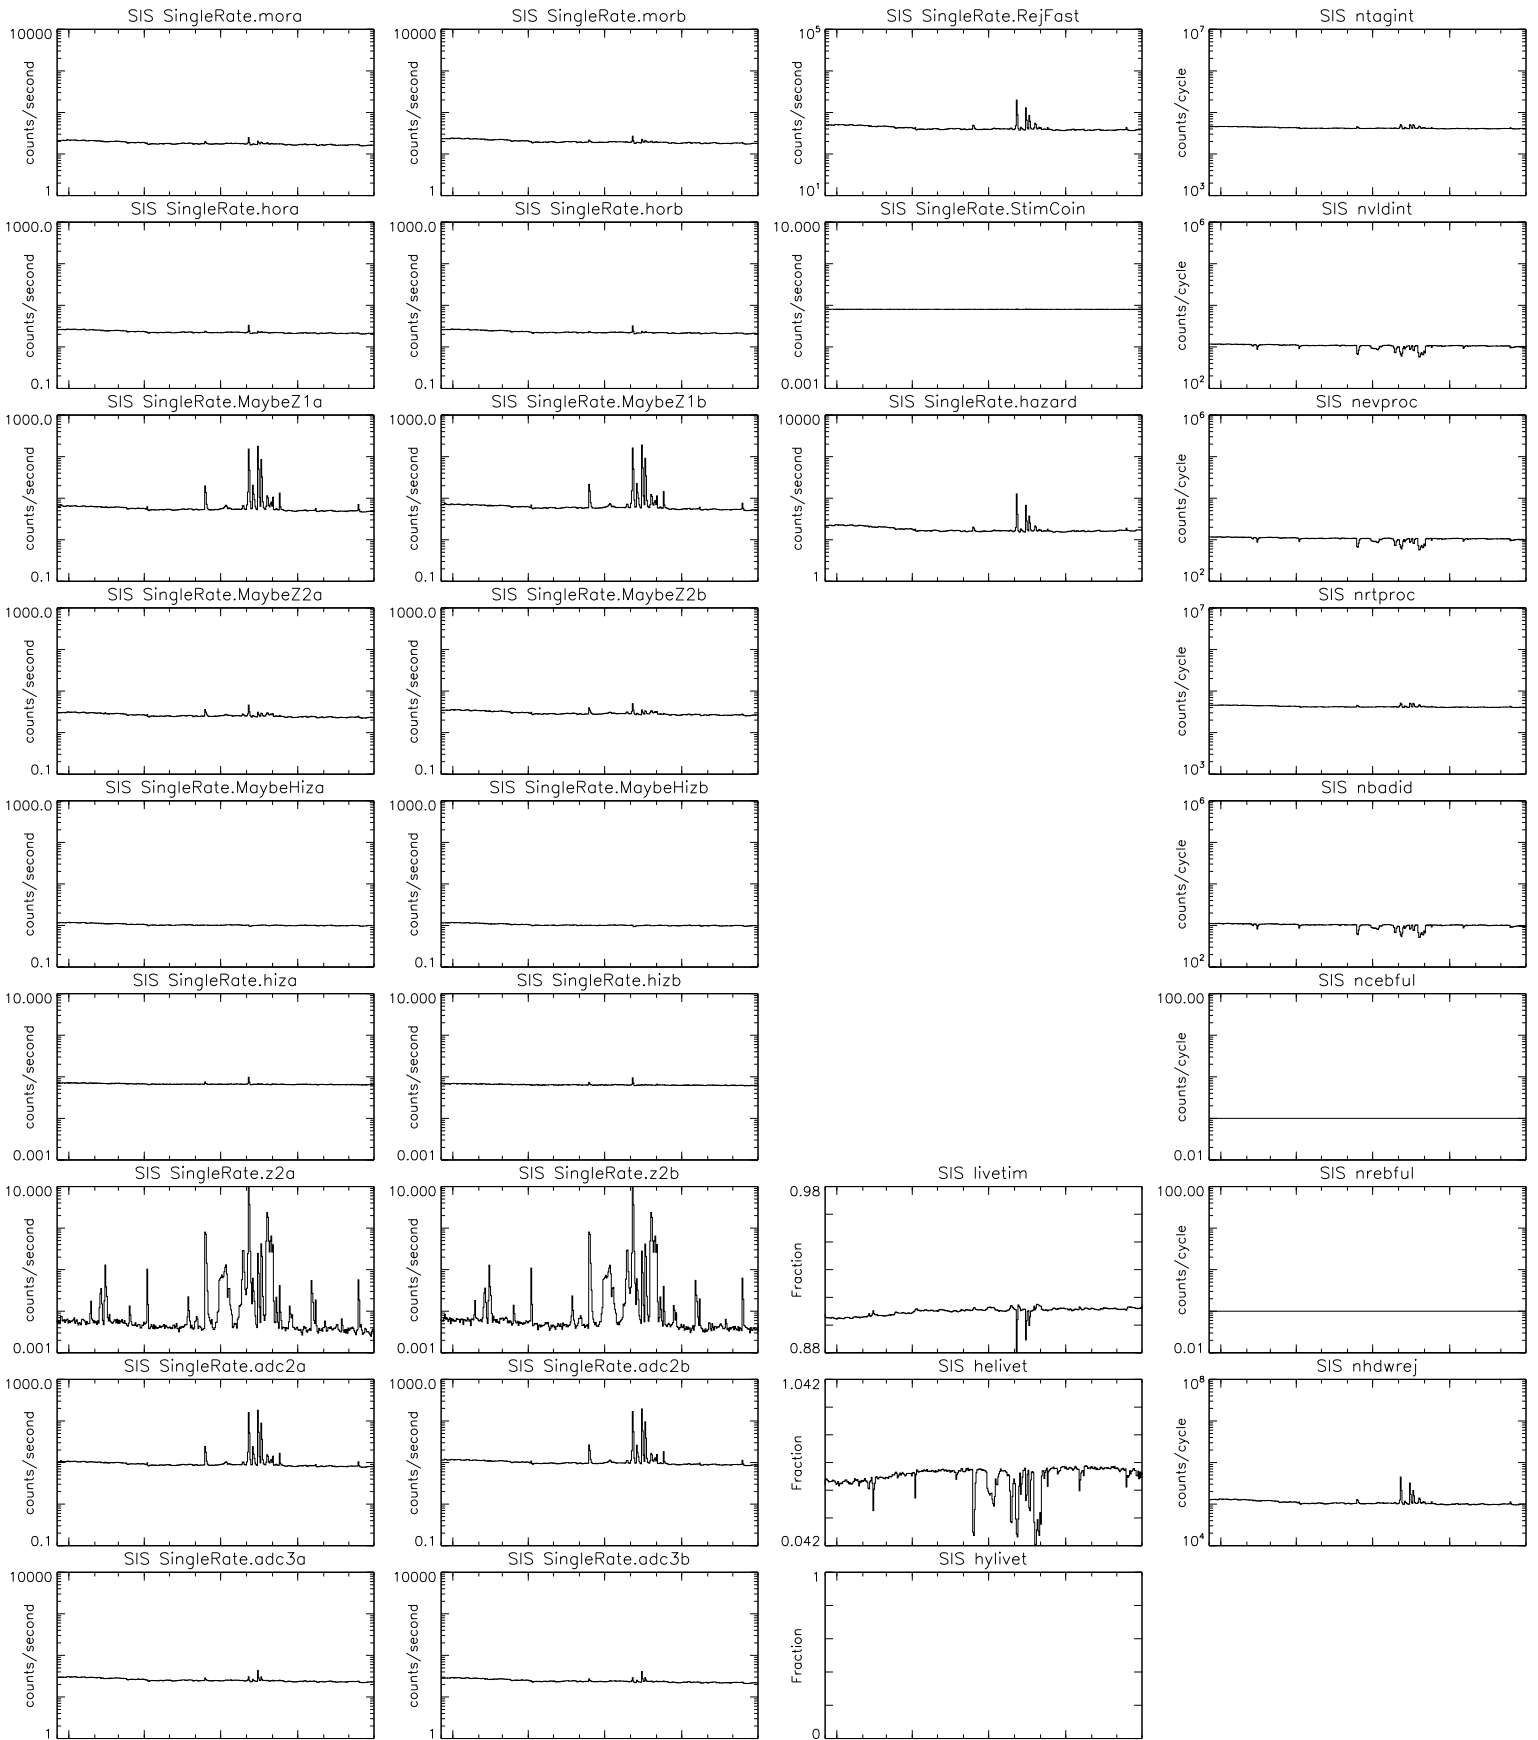 SIS SingleRate.mora
10000
counts/second
1
SIS SingleRate.morb
10000
counts/second
1
SIS SingleRate.RejFast
10^5
counts/second
10^1
SIS ntagint
10^7
counts/cycle
10^3
SIS SingleRate.hora
1000.0
counts/second
0.1
SIS SingleRate.horb
1000.0
counts/second
0.1
SIS SingleRate.StimCoin
10.000
counts/second
0.001
SIS nvldint
10^6
counts/cycle
10^2
SIS SingleRate.MaybeZ1a
1000.0
counts/second
0.1
SIS SingleRate.MaybeZ1b
1000.0
counts/second
0.1
SIS SingleRate.hazard
10000
counts/second
1
SIS nevproc
10^6
counts/cycle
10^2
SIS SingleRate.MaybeZ2a
1000.0
counts/second
0.1
SIS SingleRate.MaybeZ2b
1000.0
counts/second
0.1
SIS nrtproc
10^7
counts/cycle
10^3
SIS SingleRate.MaybeHiza
1000.0
counts/second
0.1
SIS SingleRate.MaybeHizb
1000.0
counts/second
0.1
SIS nbadid
10^6
counts/cycle
10^2
SIS SingleRate.hiza
10.000
counts/second
0.001
SIS SingleRate.hizb
10.000
counts/second
0.001
SIS ncebful
100.00
counts/cycle
0.01
SIS SingleRate.z2a
10.000
counts/second
0.001
SIS SingleRate.z2b
10.000
counts/second
0.001
SIS livetim
0.98
Fraction
0.88
SIS nrebful
100.00
counts/cycle
0.01
SIS SingleRate.adc2a
1000.0
counts/second
0.1
SIS SingleRate.adc2b
1000.0
counts/second
0.1
SIS helivet
1.042
Fraction
0.042
SIS nhdwrej
10^8
counts/cycle
10^4
SIS SingleRate.adc3a
10000
counts/second
1
SIS SingleRate.adc3b
10000
counts/second
1
SIS hylivet
1
Fraction
0